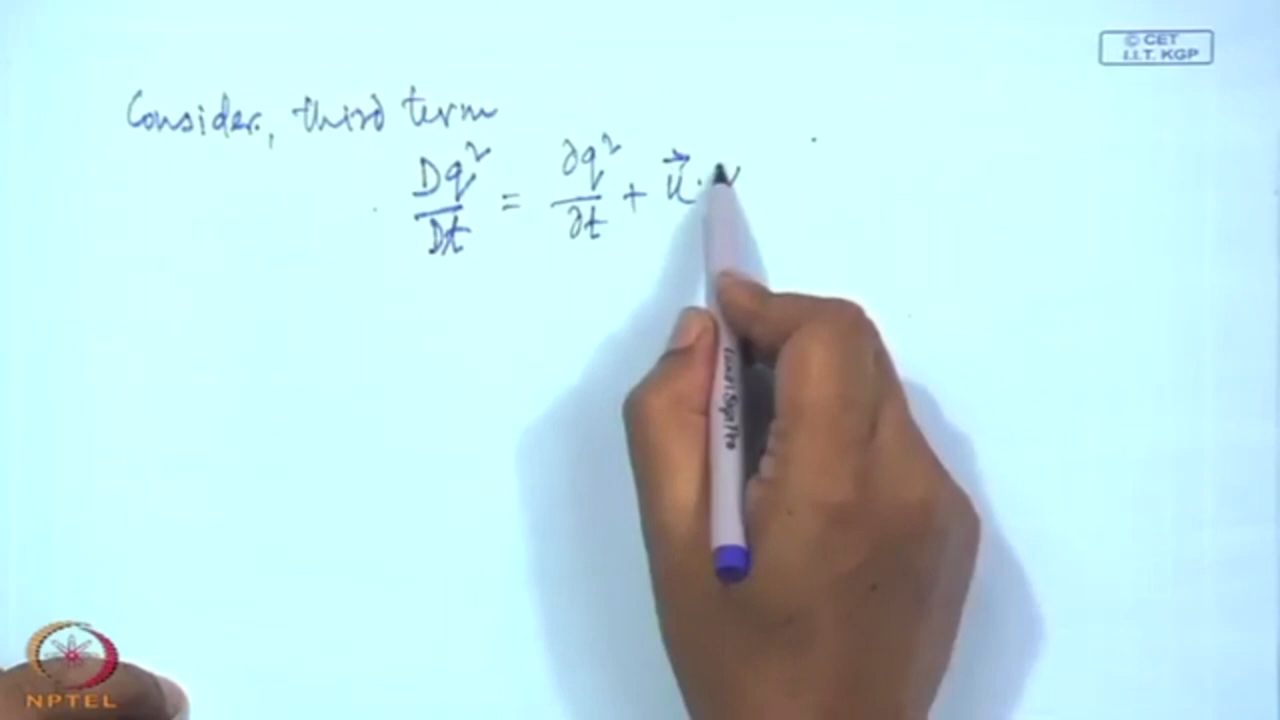 © CET
I.I.T. KGP
Consider, third term
Dq²/Dt = ∂q²/∂t + u⃗ ·
NPTEL